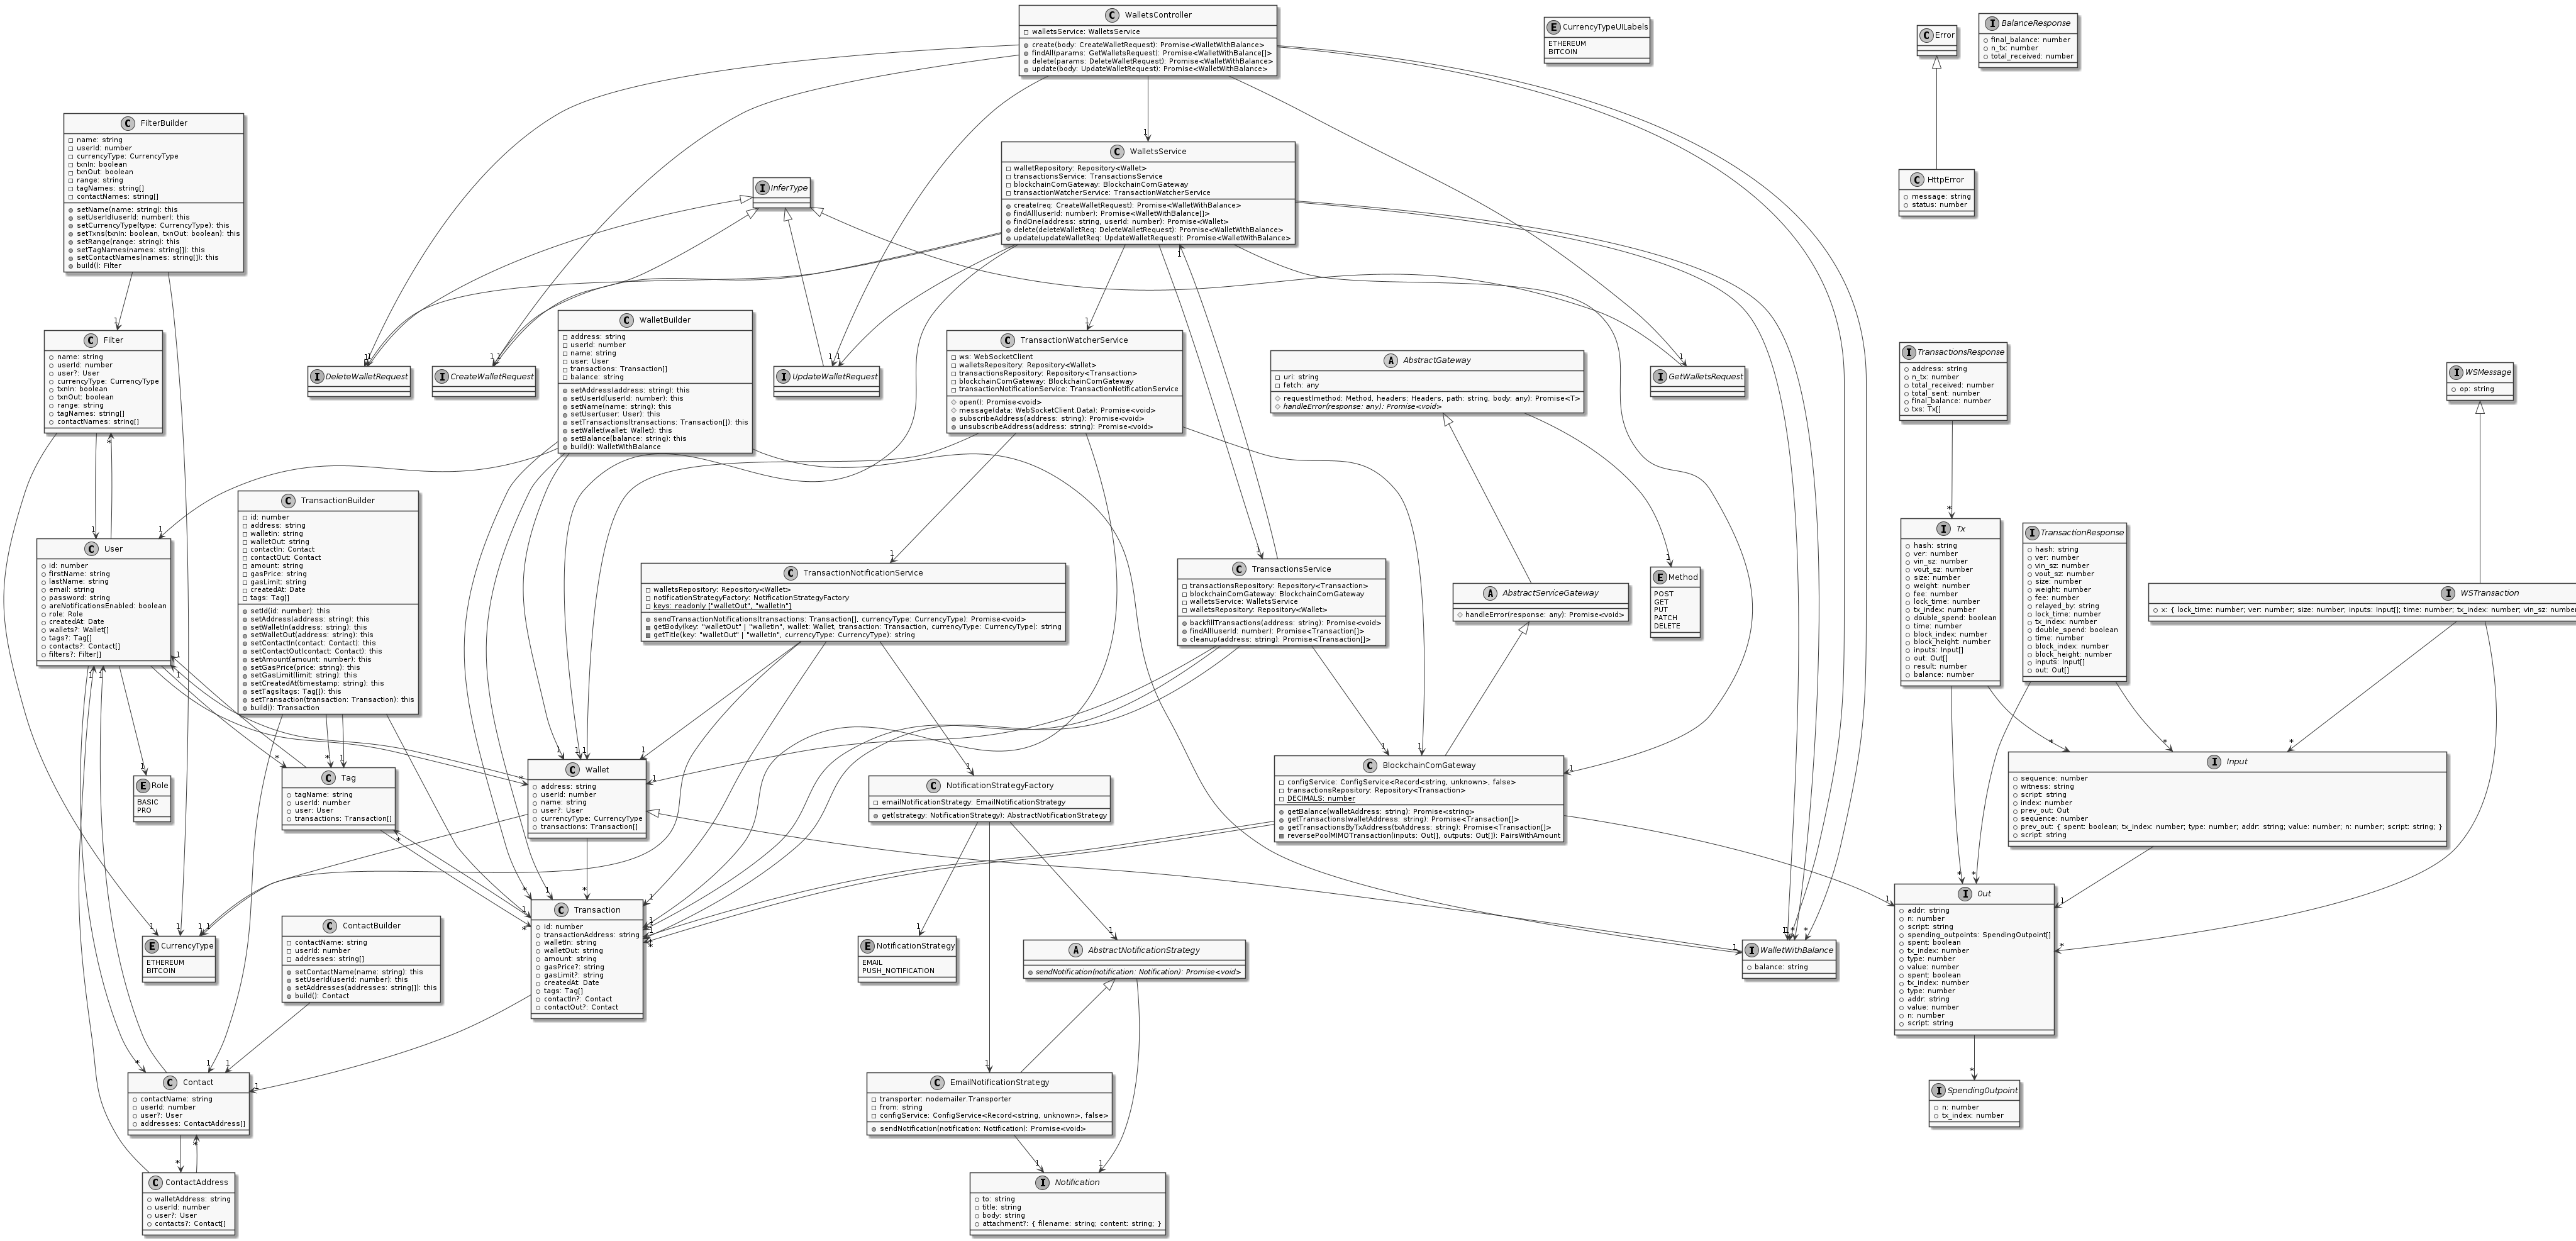 C WalletsController
walletsService: WalletsService
create(body: CreateWalletRequest): Promise<WalletWithBalance>
findAll(params: GetWalletsRequest): Promise<WalletWithBalance[]>
delete(params: DeleteWalletRequest): Promise<WalletWithBalance>
update(body: UpdateWalletRequest): Promise<WalletWithBalance>
E CurrencyTypeUILabels
ETHEREUM
BITCOIN
C Error
I BalanceResponse
final_balance: number
n_tx: number
total_received: number
C FilterBuilder
name: string
userId: number
currencyType: CurrencyType
txnIn: boolean
txnOut: boolean
range: string
tagNames: string[]
contactNames: string[]
setName(name: string): this
setUserId(userId: number): this
setCurrencyType(type: CurrencyType): this
setTxns(txnIn: boolean, txnOut: boolean): this
setRange(range: string): this
setTagNames(names: string[]): this
setContactNames(names: string[]): this
build(): Filter
C WalletsService
walletRepository: Repository<Wallet>
transactionsService: TransactionsService
blockchainComGateway: BlockchainComGateway
transactionWatcherService: TransactionWatcherService
create(req: CreateWalletRequest): Promise<WalletWithBalance>
findAll(userId: number): Promise<WalletWithBalance[]>
findOne(address: string, userId: number): Promise<Wallet>
delete(deleteWalletReq: DeleteWalletRequest): Promise<WalletWithBalance>
update(updateWalletReq: UpdateWalletRequest): Promise<WalletWithBalance>
I InferType
C HttpError
message: string
status: number
C Filter
name: string
userId: number
user?: User
currencyType: CurrencyType
txnIn: boolean
txnOut: boolean
range: string
tagNames: string[]
contactNames: string[]
I DeleteWalletRequest
I CreateWalletRequest
C WalletBuilder
address: string
userId: number
name: string
user: User
transactions: Transaction[]
balance: string
setAddress(address: string): this
setUserId(userId: number): this
setName(name: string): this
setUser(user: User): this
setTransactions(transactions: Transaction[]): this
setWallet(wallet: Wallet): this
setBalance(balance: string): this
build(): WalletWithBalance
I UpdateWalletRequest
C TransactionWatcherService
ws: WebSocketClient
walletsRepository: Repository<Wallet>
transactionsRepository: Repository<Transaction>
blockchainComGateway: BlockchainComGateway
transactionNotificationService: TransactionNotificationService
open(): Promise<void>
message(data: WebSocketClient.Data): Promise<void>
subscribeAddress(address: string): Promise<void>
unsubscribeAddress(address: string): Promise<void>
A AbstractGateway
uri: string
fetch: any
request(method: Method, headers: Headers, path: string, body: any): Promise<T>
handleError(response: any): Promise<void>
I GetWalletsRequest
I TransactionsResponse
address: string
n_tx: number
total_received: number
total_sent: number
final_balance: number
txs: Tx[]
I WSMessage
op: string
C TransactionBuilder
id: number
address: string
walletIn: string
walletOut: string
contactIn: Contact
contactOut: Contact
amount: string
gasPrice: string
gasLimit: string
createdAt: Date
tags: Tag[]
setId(id: number): this
setAddress(address: string): this
setWalletIn(address: string): this
setWalletOut(address: string): this
setContactIn(contact: Contact): this
setContactOut(contact: Contact): this
setAmount(amount: number): this
setGasPrice(price: string): this
setGasLimit(limit: string): this
setCreatedAt(timestamp: string): this
setTags(tags: Tag[]): this
setTransaction(transaction: Transaction): this
build(): Transaction
C User
id: number
firstName: string
lastName: string
email: string
password: string
areNotificationsEnabled: boolean
role: Role
createdAt: Date
wallets?: Wallet[]
tags?: Tag[]
contacts?: Contact[]
filters?: Filter[]
C TransactionNotificationService
walletsRepository: Repository<Wallet>
notificationStrategyFactory: NotificationStrategyFactory
keys: readonly ["walletOut", "walletIn"]
sendTransactionNotifications(transactions: Transaction[], currencyType: CurrencyType): Promise<void>
getBody(key: "walletOut" | "walletIn", wallet: Wallet, transaction: Transaction, currencyType: CurrencyType): string
getTitle(key: "walletOut" | "walletIn", currencyType: CurrencyType): string
C TransactionsService
transactionsRepository: Repository<Transaction>
blockchainComGateway: BlockchainComGateway
walletsService: WalletsService
walletsRepository: Repository<Wallet>
backfillTransactions(address: string): Promise<void>
findAll(userId: number): Promise<Transaction[]>
cleanup(address: string): Promise<Transaction[]>
A AbstractServiceGateway
handleError(response: any): Promise<void>
E Method
POST
GET
PUT
PATCH
DELETE
I Tx
hash: string
ver: number
vin_sz: number
vout_sz: number
size: number
weight: number
fee: number
lock_time: number
tx_index: number
double_spend: boolean
time: number
block_index: number
block_height: number
inputs: Input[]
out: Out[]
result: number
balance: number
I TransactionResponse
hash: string
ver: number
vin_sz: number
vout_sz: number
size: number
weight: number
fee: number
relayed_by: string
lock_time: number
tx_index: number
double_spend: boolean
time: number
block_index: number
block_height: number
inputs: Input[]
out: Out[]
I WSTransaction
x: { lock_time: number; ver: number; size: number; inputs: Input[]; time: number; tx_index: number; vin_sz: number
E Role
BASIC
PRO
C Tag
tagName: string
userId: number
user: User
transactions: Transaction[]
C Wallet
address: string
userId: number
name: string
user?: User
currencyType: CurrencyType
transactions: Transaction[]
C NotificationStrategyFactory
emailNotificationStrategy: EmailNotificationStrategy
get(strategy: NotificationStrategy): AbstractNotificationStrategy
C BlockchainComGateway
configService: ConfigService<Record<string, unknown>, false>
transactionsRepository: Repository<Transaction>
DECIMALS: number
getBalance(walletAddress: string): Promise<string>
getTransactions(walletAddress: string): Promise<Transaction[]>
getTransactionsByTxAddress(txAddress: string): Promise<Transaction[]>
reversePoolMIMOTransaction(inputs: Out[], outputs: Out[]): PairsWithAmount
I Input
sequence: number
witness: string
script: string
index: number
prev_out: Out
sequence: number
prev_out: { spent: boolean; tx_index: number; type: number; addr: string; value: number; n: number; script: string; }
script: string
E CurrencyType
ETHEREUM
BITCOIN
C ContactBuilder
contactName: string
userId: number
addresses: string[]
setContactName(name: string): this
setUserId(userId: number): this
setAddresses(addresses: string[]): this
build(): Contact
C Transaction
id: number
transactionAddress: string
walletIn: string
walletOut: string
amount: string
gasPrice?: string
gasLimit?: string
createdAt: Date
tags: Tag[]
contactIn?: Contact
contactOut?: Contact
E NotificationStrategy
EMAIL
PUSH_NOTIFICATION
A AbstractNotificationStrategy
sendNotification(notification: Notification): Promise<void>
I WalletWithBalance
balance: string
I Out
addr: string
n: number
script: string
spending_outpoints: SpendingOutpoint[]
spent: boolean
tx_index: number
type: number
value: number
spent: boolean
tx_index: number
type: number
addr: string
value: number
n: number
script: string
C Contact
contactName: string
userId: number
user?: User
addresses: ContactAddress[]
C EmailNotificationStrategy
transporter: nodemailer.Transporter
from: string
configService: ConfigService<Record<string, unknown>, false>
sendNotification(notification: Notification): Promise<void>
I SpendingOutpoint
n: number
tx_index: number
C ContactAddress
walletAddress: string
userId: number
user?: User
contacts?: Contact[]
I Notification
to: string
title: string
body: string
attachment?: { filename: string; content: string; }